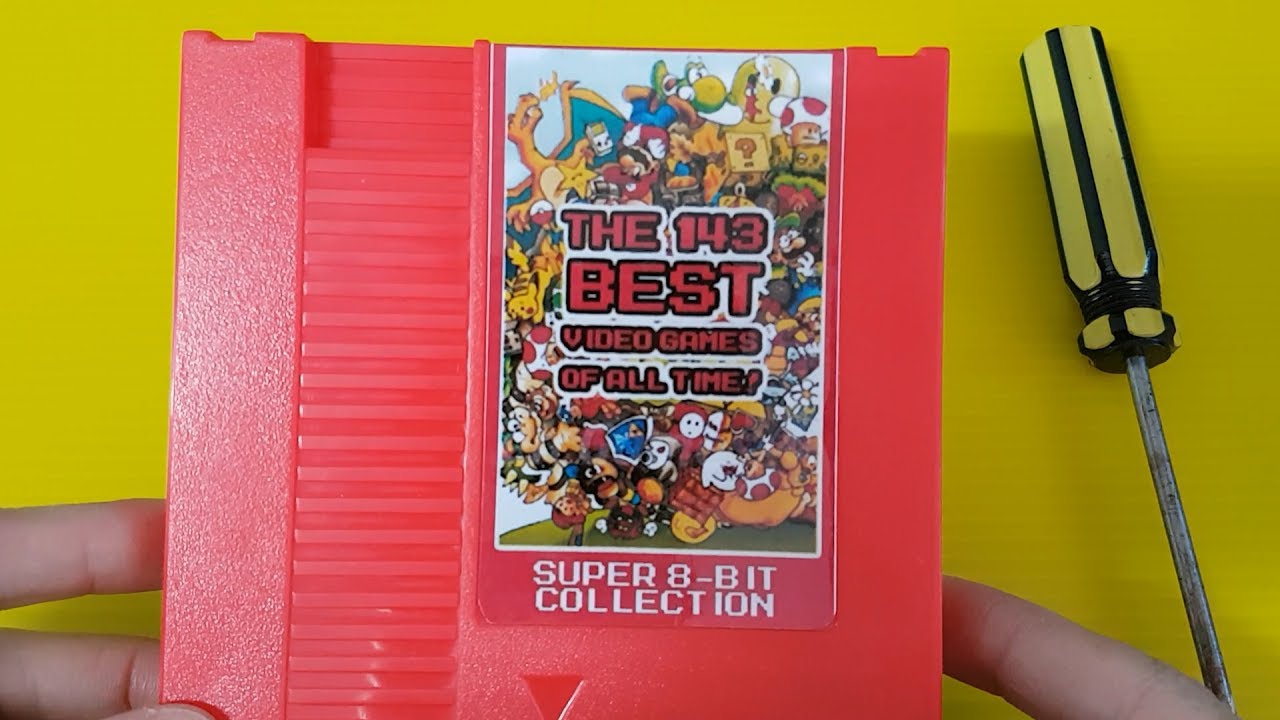 ?
THE 143
BEST
VIDEO GAMES
OF ALL TIME!
SUPER 8-BIT
COLLECTION